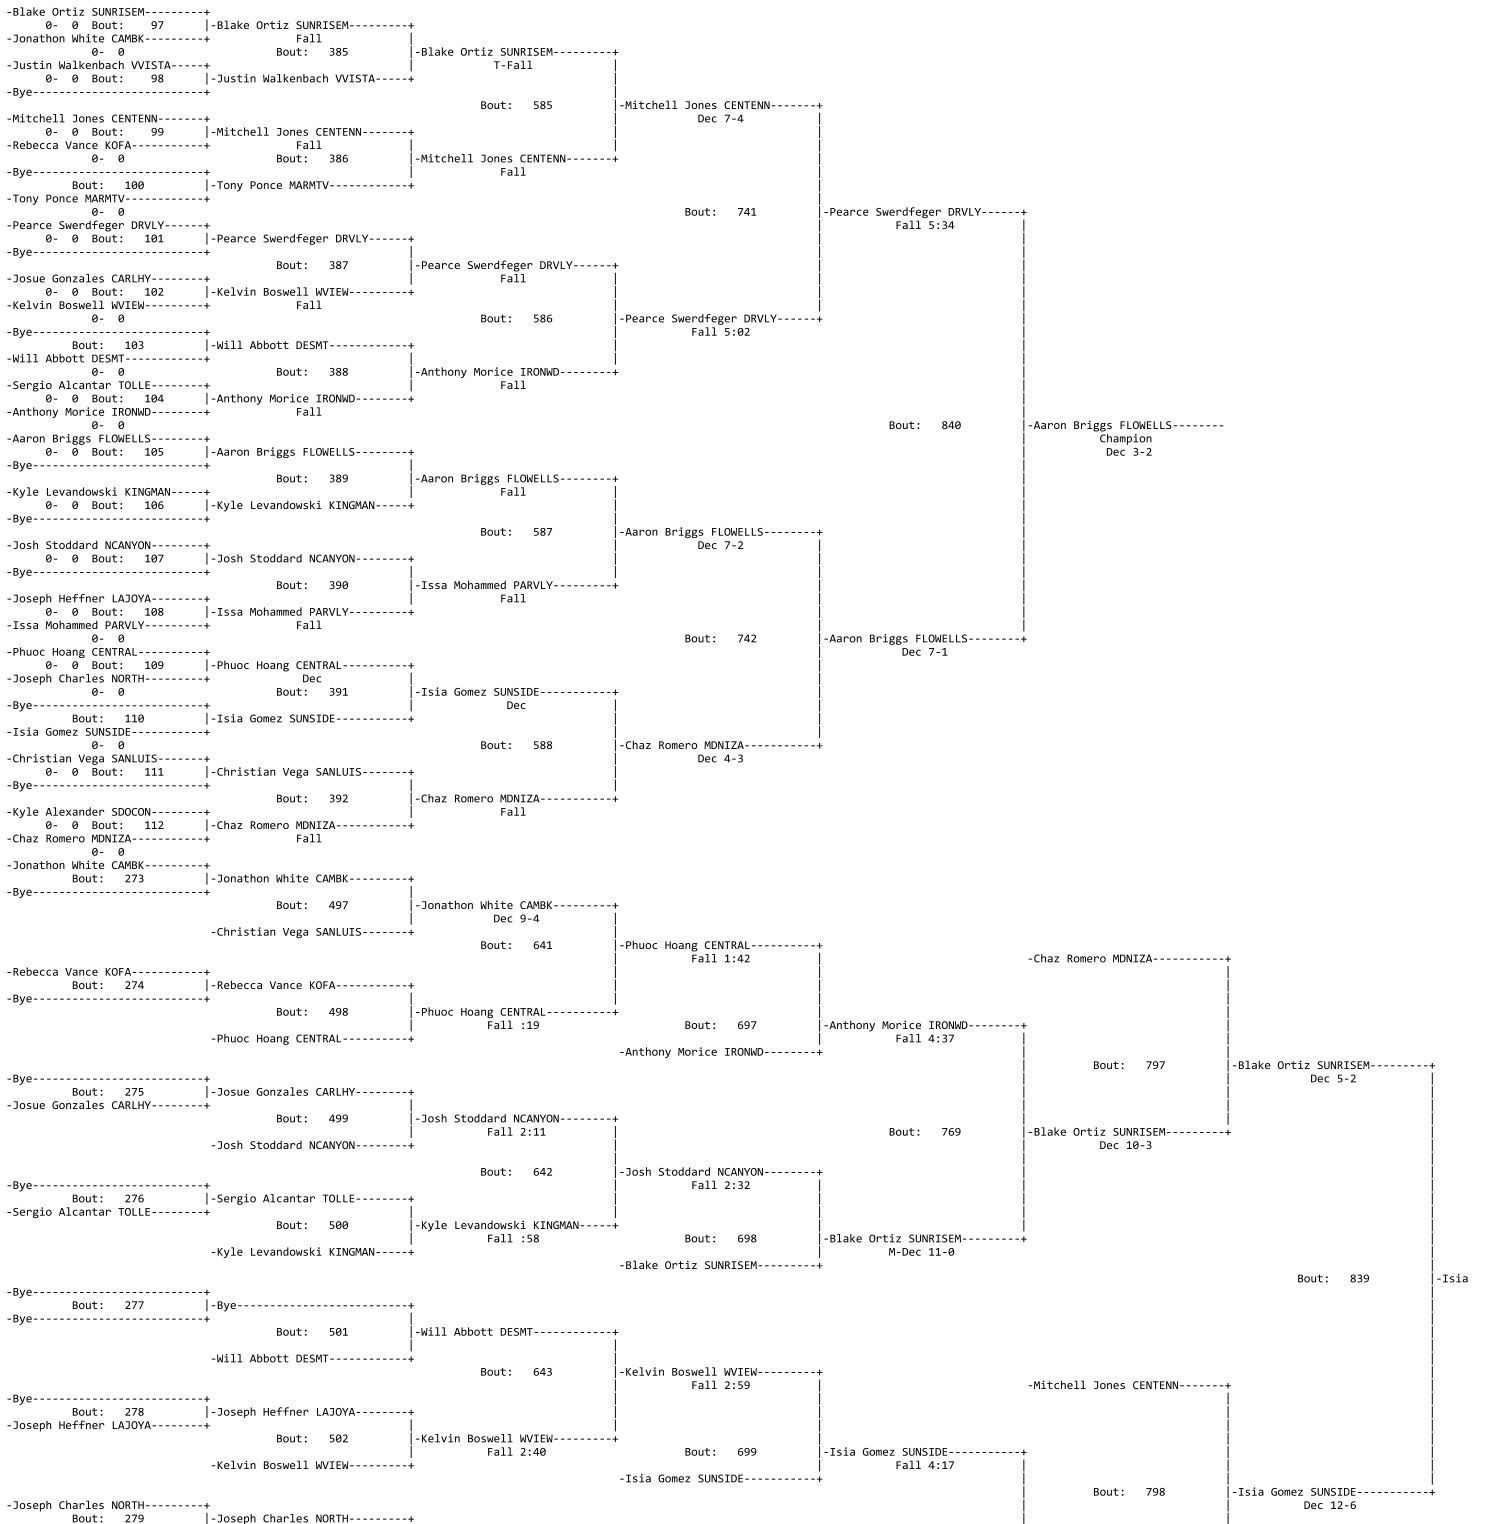 -Blake Ortiz SUNRISEM---------+
0- 0 Bout: 97 |-Blake Ortiz SUNRISEM---------+
-Jonathon White CAMBK---------+ Fall |
0- 0 Bout: 385 |-Blake Ortiz SUNRISEM---------+
-Justin Walkenbach VVISTA-----+ | T-Fall |
0- 0 Bout: 98 |-Justin Walkenbach VVISTA-----+ |
-Bye--------------------------+ |
Bout: 585 |-Mitchell Jones CENTENN-------+
-Mitchell Jones CENTENN-------+ | Dec 7-4 |
0- 0 Bout: 99 |-Mitchell Jones CENTENN-------+ | |
-Rebecca Vance KOFA-----------+ Fall | | |
0- 0 Bout: 386 |-Mitchell Jones CENTENN-------+ |
-Bye--------------------------+ | Fall |
Bout: 100 |-Tony Ponce MARMTV------------+ |
-Tony Ponce MARMTV------------+ |
0- 0 Bout: 741 |-Pearce Swerdfeger DRVLY------+
-Pearce Swerdfeger DRVLY------+ | Fall 5:34 |
0- 0 Bout: 101 |-Pearce Swerdfeger DRVLY------+ | |
-Bye--------------------------+ | | |
Bout: 387 |-Pearce Swerdfeger DRVLY------+ | |
-Josue Gonzales CARLHY--------+ | Fall | | |
0- 0 Bout: 102 |-Kelvin Boswell WVIEW---------+ | | |
-Kelvin Boswell WVIEW---------+ Fall | | |
0- 0 Bout: 586 |-Pearce Swerdfeger DRVLY------+ |
-Bye--------------------------+ | Fall 5:02 |
Bout: 103 |-Will Abbott DESMT------------+ | |
-Will Abbott DESMT------------+ | | |
0- 0 Bout: 388 |-Anthony Morice IRONWD--------+ |
-Sergio Alcantar TOLLE--------+ | Fall |
0- 0 Bout: 104 |-Anthony Morice IRONWD--------+ |
-Anthony Morice IRONWD--------+ Fall |
0- 0 Bout: 840 |-Aaron Briggs FLOWELLS--------
-Aaron Briggs FLOWELLS--------+ | Champion
0- 0 Bout: 105 |-Aaron Briggs FLOWELLS--------+ | Dec 3-2
-Bye--------------------------+ | |
Bout: 389 |-Aaron Briggs FLOWELLS--------+ |
-Kyle Levandowski KINGMAN-----+ | Fall | |
0- 0 Bout: 106 |-Kyle Levandowski KINGMAN-----+ | |
-Bye--------------------------+ | |
Bout: 587 |-Aaron Briggs FLOWELLS--------+ |
-Josh Stoddard NCANYON--------+ | Dec 7-2 | |
0- 0 Bout: 107 |-Josh Stoddard NCANYON--------+ | | |
-Bye--------------------------+ | | | |
Bout: 390 |-Issa Mohammed PARVLY---------+ | |
-Joseph Heffner LAJOYA--------+ | Fall | |
0- 0 Bout: 108 |-Issa Mohammed PARVLY---------+ | |
-Issa Mohammed PARVLY---------+ Fall | |
0- 0 Bout: 742 |-Aaron Briggs FLOWELLS--------+
-Phuoc Hoang CENTRAL----------+ | Dec 7-1
0- 0 Bout: 109 |-Phuoc Hoang CENTRAL----------+ |
-Joseph Charles NORTH---------+ Dec | |
0- 0 Bout: 391 |-Isia Gomez SUNSIDE-----------+ |
-Bye--------------------------+ | Dec | |
Bout: 110 |-Isia Gomez SUNSIDE-----------+ | |
-Isia Gomez SUNSIDE-----------+ | |
0- 0 Bout: 588 |-Chaz Romero MDNIZA-----------+
-Christian Vega SANLUIS-------+ | Dec 4-3
0- 0 Bout: 111 |-Christian Vega SANLUIS-------+ |
-Bye--------------------------+ | |
Bout: 392 |-Chaz Romero MDNIZA-----------+
-Kyle Alexander SDOCON--------+ | Fall
0- 0 Bout: 112 |-Chaz Romero MDNIZA-----------+
-Chaz Romero MDNIZA-----------+ Fall
0- 0
-Jonathon White CAMBK---------+
Bout: 273 |-Jonathon White CAMBK---------+
-Bye--------------------------+ |
Bout: 497 |-Jonathon White CAMBK---------+
| Dec 9-4 |
-Christian Vega SANLUIS-------+ |
Bout: 641 |-Phuoc Hoang CENTRAL----------+
| Fall 1:42 | -Chaz Romero MDNIZA-----------+
-Rebecca Vance KOFA-----------+ | | |
Bout: 274 |-Rebecca Vance KOFA-----------+ | | |
-Bye--------------------------+ | | | |
Bout: 498 |-Phuoc Hoang CENTRAL----------+ | |
| Fall :19 Bout: 697 |-Anthony Morice IRONWD--------+ |
-Phuoc Hoang CENTRAL----------+ | Fall 4:37 | |
-Anthony Morice IRONWD--------+ | |
| Bout: 797 |-Blake Ortiz SUNRISEM---------+
-Bye--------------------------+ | | Dec 5-2 |
Bout: 275 |-Josue Gonzales CARLHY--------+ | | |
-Josue Gonzales CARLHY--------+ | | | |
Bout: 499 |-Josh Stoddard NCANYON--------+ | | |
| Fall 2:11 | Bout: 769 |-Blake Ortiz SUNRISEM---------+ |
-Josh Stoddard NCANYON--------+ | | Dec 10-3 |
Bout: 642 |-Josh Stoddard NCANYON--------+ | |
-Bye--------------------------+ | Fall 2:32 | | |
Bout: 276 |-Sergio Alcantar TOLLE--------+ | | | |
-Sergio Alcantar TOLLE--------+ | | | | |
Bout: 500 |-Kyle Levandowski KINGMAN-----+ | | |
| Fall :58 Bout: 698 |-Blake Ortiz SUNRISEM---------+ |
-Kyle Levandowski KINGMAN-----+ | M-Dec 11-0 |
-Blake Ortiz SUNRISEM---------+ |
Bout: 839 |-Isia
-Bye--------------------------+ |
Bout: 277 |-Bye--------------------------+ |
-Bye--------------------------+ | |
Bout: 501 |-Will Abbott DESMT------------+ |
| | |
-Will Abbott DESMT------------+ | |
Bout: 643 |-Kelvin Boswell WVIEW---------+ |
| Fall 2:59 | -Mitchell Jones CENTENN-------+ |
-Bye--------------------------+ | | | |
Bout: 278 |-Joseph Heffner LAJOYA--------+ | | | |
-Joseph Heffner LAJOYA--------+ | | | | |
Bout: 502 |-Kelvin Boswell WVIEW---------+ | | |
| Fall 2:40 Bout: 699 |-Isia Gomez SUNSIDE-----------+ | |
-Kelvin Boswell WVIEW---------+ | Fall 4:17 | | |
-Isia Gomez SUNSIDE-----------+ | | |
| Bout: 798 |-Isia Gomez SUNSIDE-----------+
-Joseph Charles NORTH---------+ | | Dec 12-6
Bout: 279 |-Joseph Charles NORTH---------+ | |